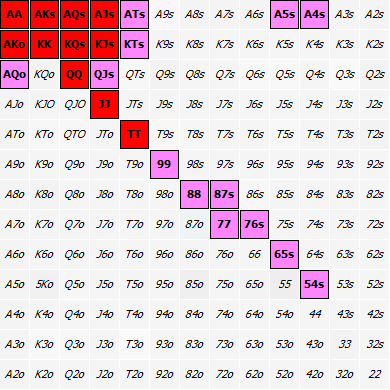 AA AKs AQs AJs ATs A9s A8s A7s A6s A5s A4s A3s A2s
AKo KK KQs KJs KTs K9s K8s K7s K6s K5s K4s K3s K2s
AQo KQo QQ QJs QTs Q9s Q8s Q7s Q6s Q5s Q4s Q3s Q2s
AJo KJO QJO JJ JTs J9s J8s J7s J6s J5s J4s J3s J2s
ATo KTo QTO JTo TT T9s T8s T7s T6s T5s T4s T3s T2s
A9o K9o Q9o J9o T9o 99 98s 97s 96s 95s 94s 93s 92s
A8o K8o Q8o J8o T8o 98o 88 87s 86s 85s 84s 83s 82s
A7o K7o Q7o J7o T7o 97o 87o 77 76s 75s 74s 73s 72s
A6o K6o Q6o J6o T6o 96o 86o 76o 66 65s 64s 63s 62s
A5o 5Ko Q5o J5o T5o 95o 85o 75o 65o 55 54s 53s 52s
A4o K4o Q4o J4o T4o 94o 84o 74o 64o 54o 44 43s 42s
A3o K3o Q3o J3o T3o 93o 83o 73o 63o 53o 43o 33 32s
A2o K2o Q2o J2o T2o 92o 82o 72o 62o 52o 42o 32o 22